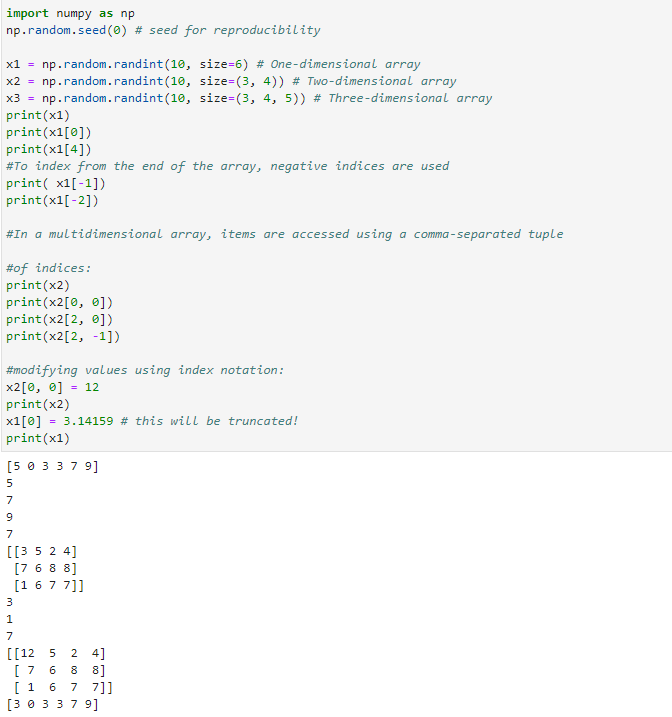 import numpy as np
np.random.seed(0) # seed for reproducibility
x1 = np.random.randint(10, size=6) # One-dimensional array
x2 = np.random.randint(10, size=(3, 4)) # Two-dimensional array
x3 = np.random.randint(10, size=(3, 4, 5)) # Three-dimensional array
print(x1)
print(x1[0])
print(x1[4])
#To index from the end of the array, negative indices are used
print( x1[-1])
print(x1[-2])
#In a multidimensional array, items are accessed using a comma-separated tuple
#of indices:
print(x2)
print(x2[0, 0])
print(x2[2, 0])
print(x2[2, -1])
#modifying values using index notation:
x2[0, 0] = 12
print(x2)
x1[0] = 3.14159 # this will be truncated!
print(x1)
[5 0 3 3 7 9]
5
7
9
7
[[3 5 2 4]
 [7 6 8 8]
 [1 6 7 7]]
3
1
7
[[12  5  2  4]
 [ 7  6  8  8]
 [ 1  6  7  7]]
[3 0 3 3 7 9]